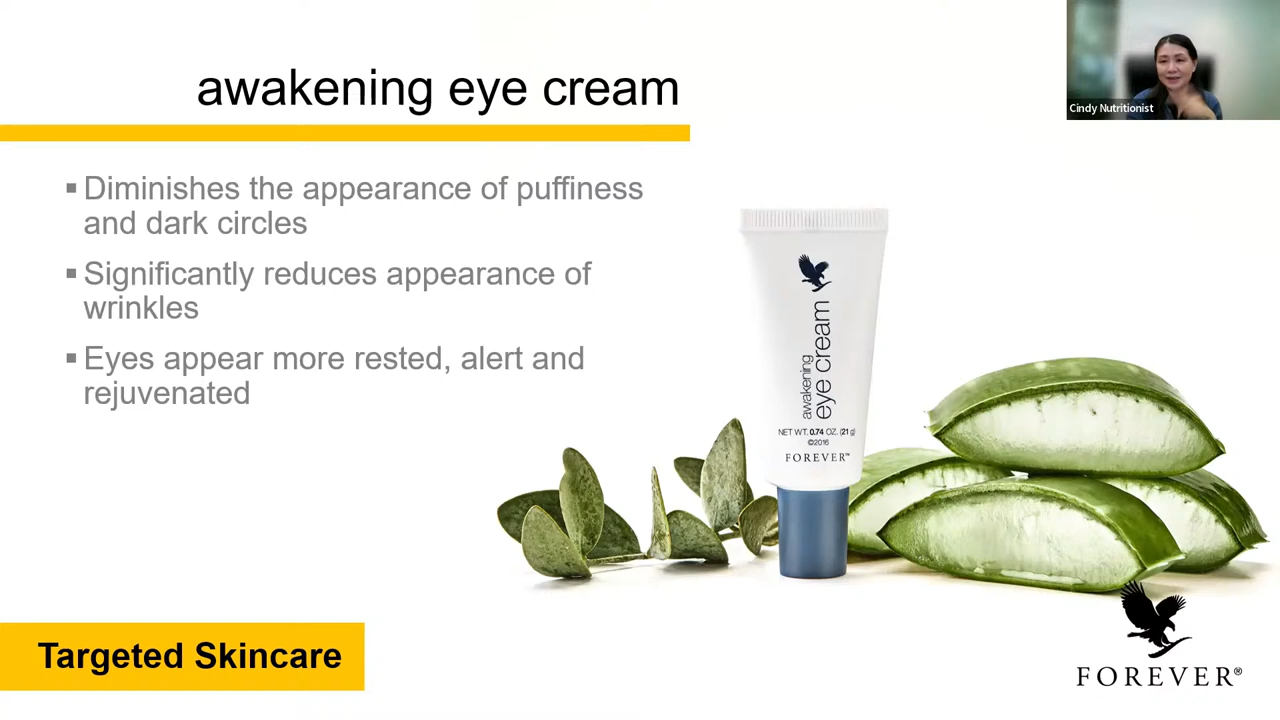 awakening eye cream
Cindy Nutritionist
▪ Diminishes the appearance of puffiness
and dark circles
▪ Significantly reduces appearance of
wrinkles
▪ Eyes appear more rested, alert and
rejuvenated
awakening
eye cream
NET WT. 0.74 OZ. (21 g)
©2016
FOREVER™
Targeted Skincare
FOREVER®